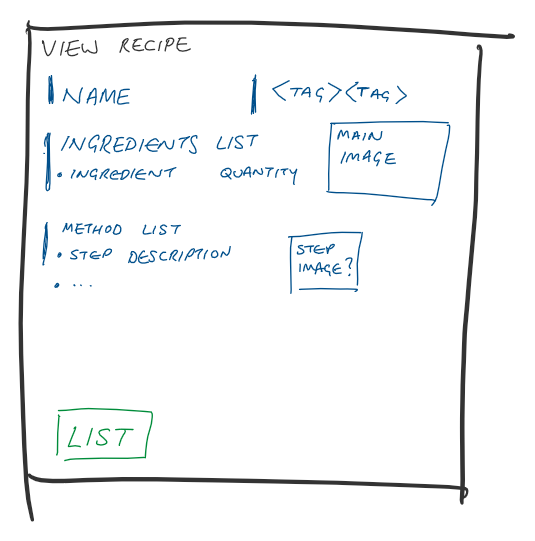 VIEW RECIPE
NAME
<TAG><TAG>
INGREDIENTS LIST
• INGREDIENT QUANTITY
MAIN
IMAGE
METHOD LIST
• STEP DESCRIPTION
• ...
STEP
IMAGE?
LIST